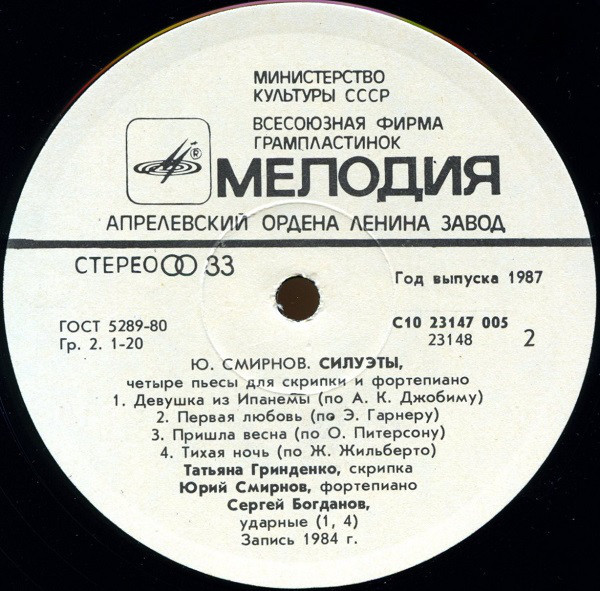 МИНИСТЕРСТВО
КУЛЬТУРЫ СССР
ВСЕСОЮЗНАЯ ФИРМА
ГРАМПЛАСТИНОК
®
МЕЛОДИЯ
АПРЕЛЕВСКИЙ ОРДЕНА ЛЕНИНА ЗАВОД
СТЕРЕО 33
Год выпуска 1987
ГОСТ 5289-80
С10 23147 005
Гр. 2. 1-20
23148
2
Ю. СМИРНОВ. СИЛУЭТЫ,
четыре пьесы для скрипки и фортепиано
1. Девушка из Ипанемы (по А. К. Джобиму)
2. Первая любовь (по Э. Гарнеру)
3. Пришла весна (по О. Питерсону)
4. Тихая ночь (по Ж. Жильберто)
Татьяна Гринденко, скрипка
Юрий Смирнов, фортепиано
Сергей Богданов,
ударные (1, 4)
Запись 1984 г.